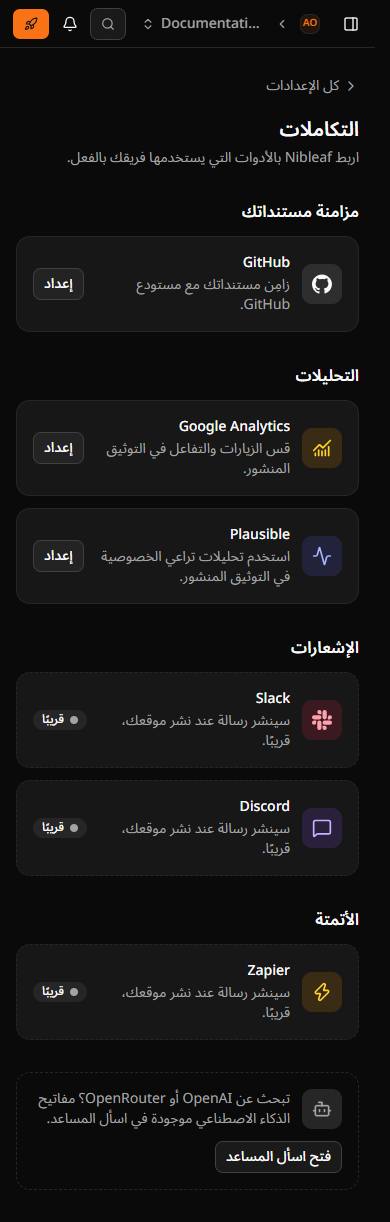 AO
Documentati...
كل الإعدادات
التكاملات
اربط Nibleaf بالأدوات التي يستخدمها فريقك بالفعل.
مزامنة مستنداتك
GitHub
زامِن مستنداتك مع مستودع
GitHub.
إعداد
التحليلات
Google Analytics
قس الزيارات والتفاعل في التوثيق
المنشور.
إعداد
Plausible
استخدم تحليلات تراعي الخصوصية
في التوثيق المنشور.
إعداد
الإشعارات
Slack
سينشر رسالة عند نشر موقعك،
قريبًا.
قريبًا
Discord
سينشر رسالة عند نشر موقعك،
قريبًا.
قريبًا
الأتمتة
Zapier
سينشر رسالة عند نشر موقعك،
قريبًا.
قريبًا
تبحث عن OpenAI أو OpenRouter؟ مفاتيح
الذكاء الاصطناعي موجودة في اسأل المساعد.
فتح اسأل المساعد